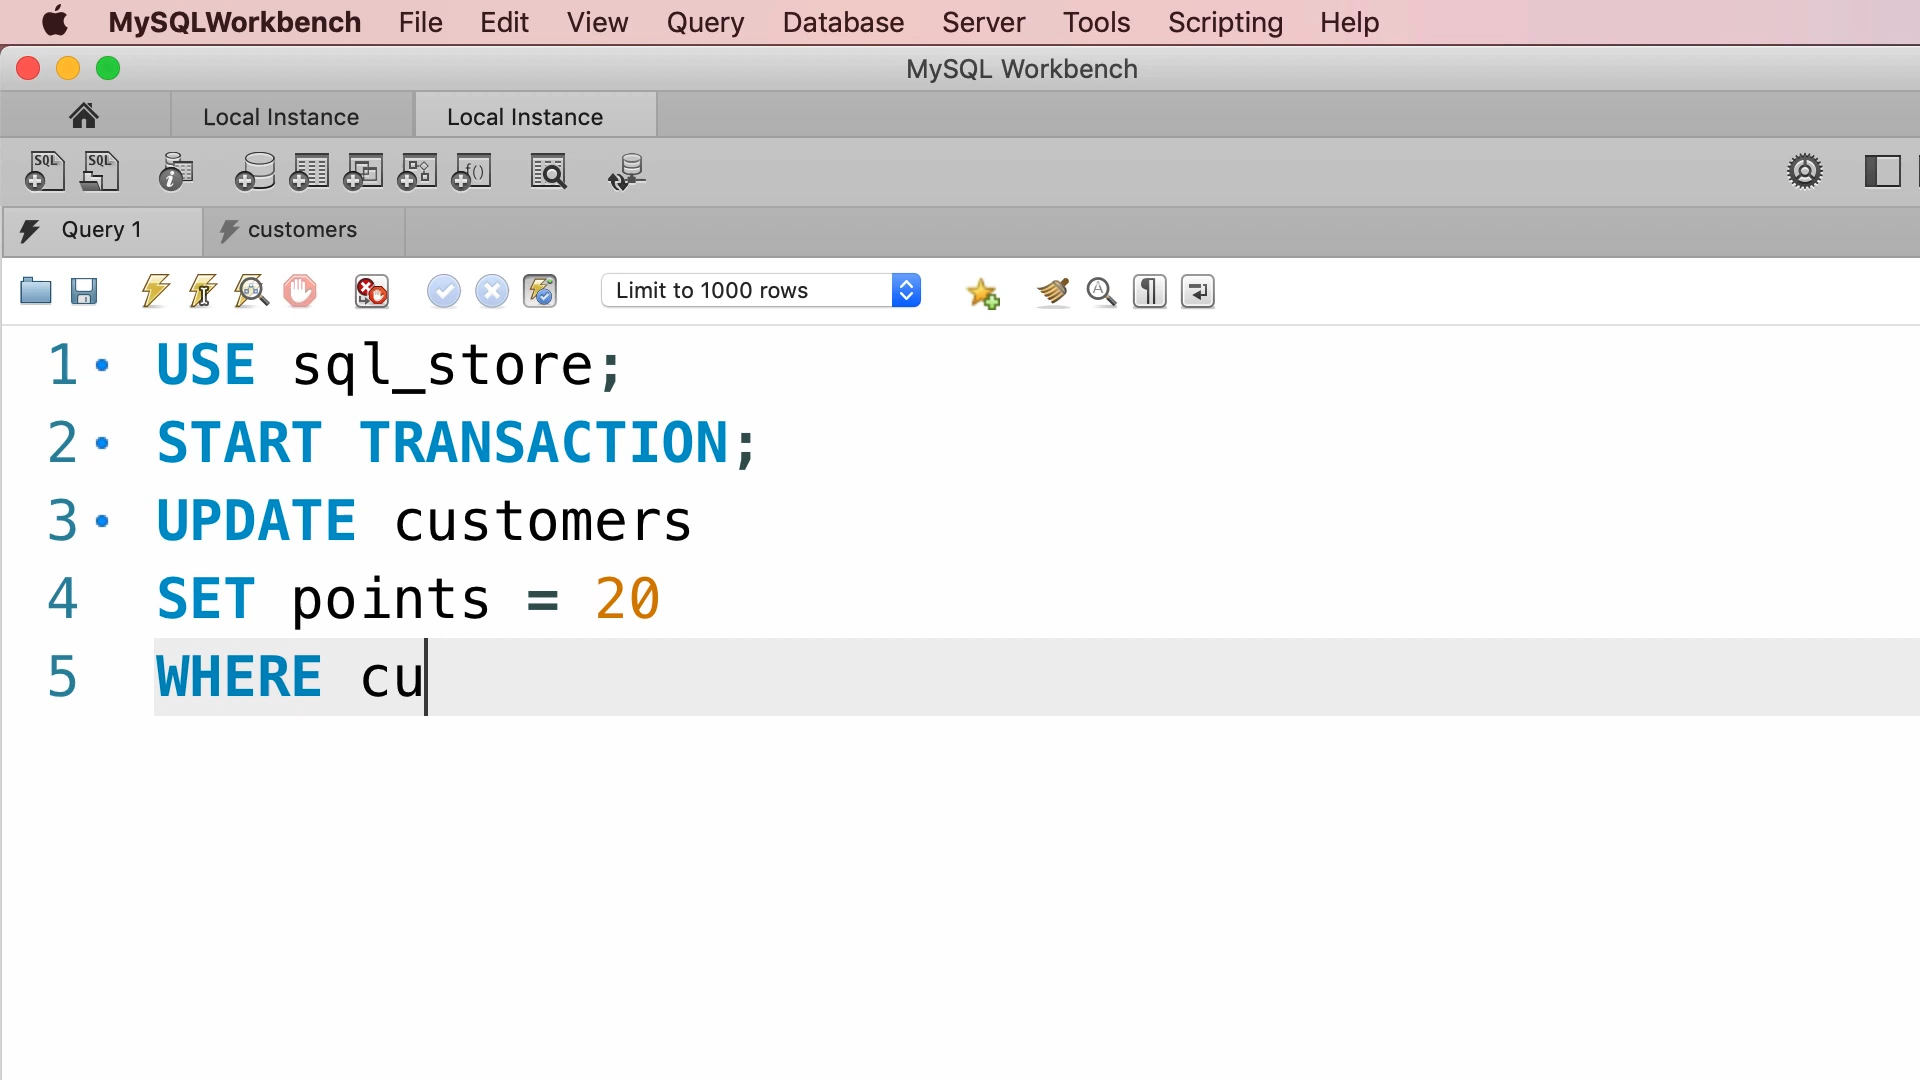 MySQLWorkbench File Edit View Query Database Server Tools Scripting Help
MySQL Workbench
Local Instance Local Instance
SQL SQL f()
Query 1 customers
Limit to 1000 rows
1 USE sql_store;
2 START TRANSACTION;
3 UPDATE customers
4 SET points = 20
5 WHERE cu